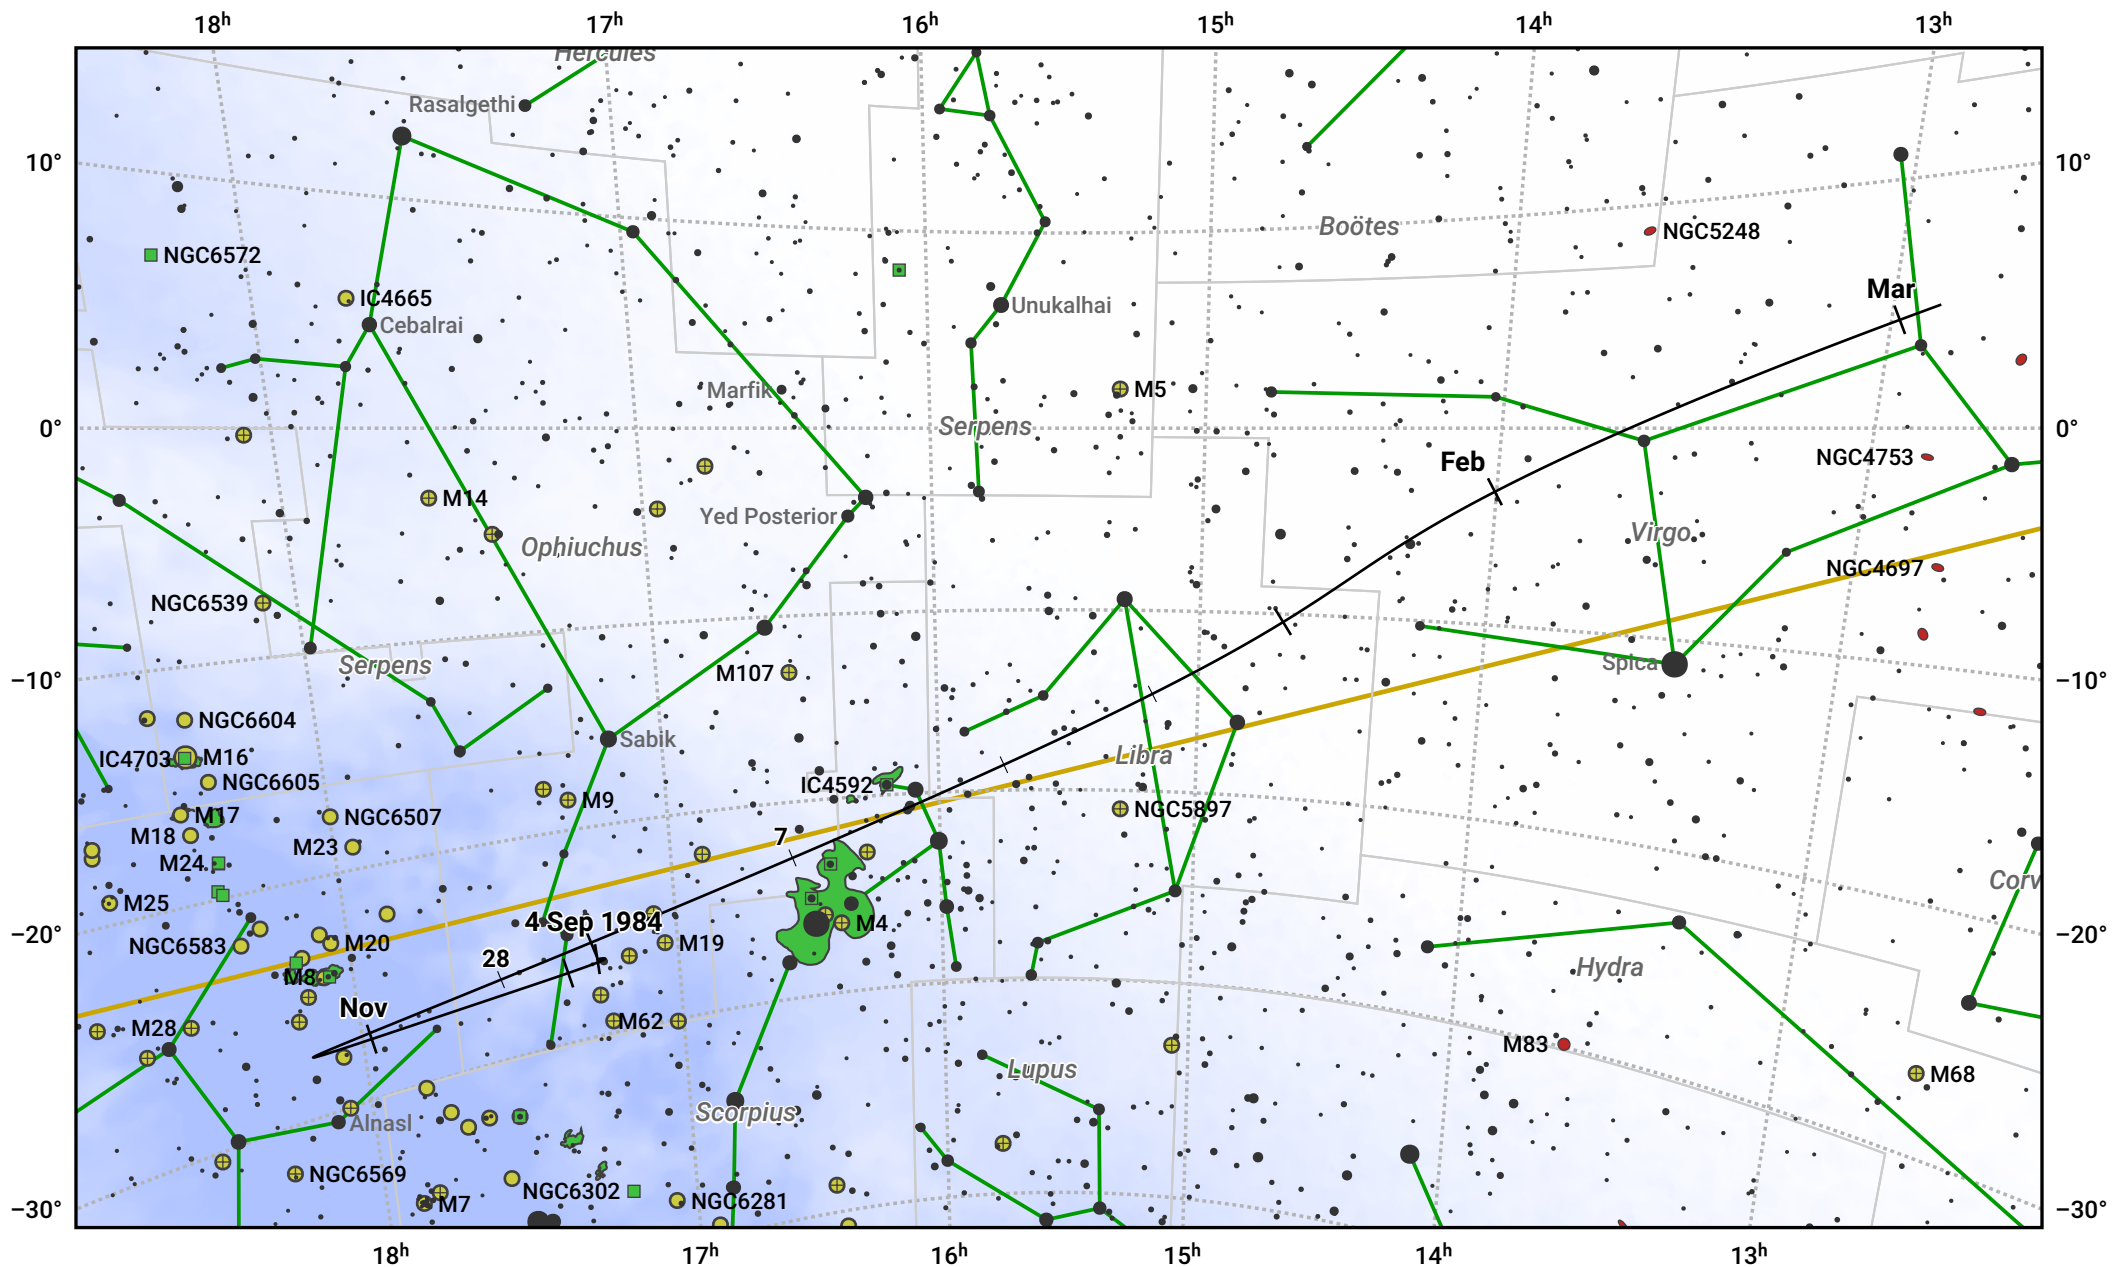 18h 17h 16h 15h 14h 13h
Hercules
Rasalgethi
10° 10°
Boötes
NGC5248
NGC6572
Mar
IC4665
Unukalhai
Cebalrai
Marfik
M5
Serpens
0° 0°
Feb
NGC4753
M14
Yed Posterior
Ophiuchus
Virgo
NGC4697
NGC6539
Serpens
Spica
M107
−10° −10°
NGC6604
Sabik
IC4703 M16
Libra
NGC6605
IC4592
M9
NGC5897
M17
NGC6507
M18
7
M23
M24
Corv
M25
4 Sep 1984
M4
−20° −20°
NGC6583
M20
M19
28
Hydra
M8
Nov
M62
M28
M83
Lupus
M68
Scorpius
Alnasl
NGC6569
NGC6302
M7
NGC6281
−30° −30°
18h 17h 16h 15h 14h 13h